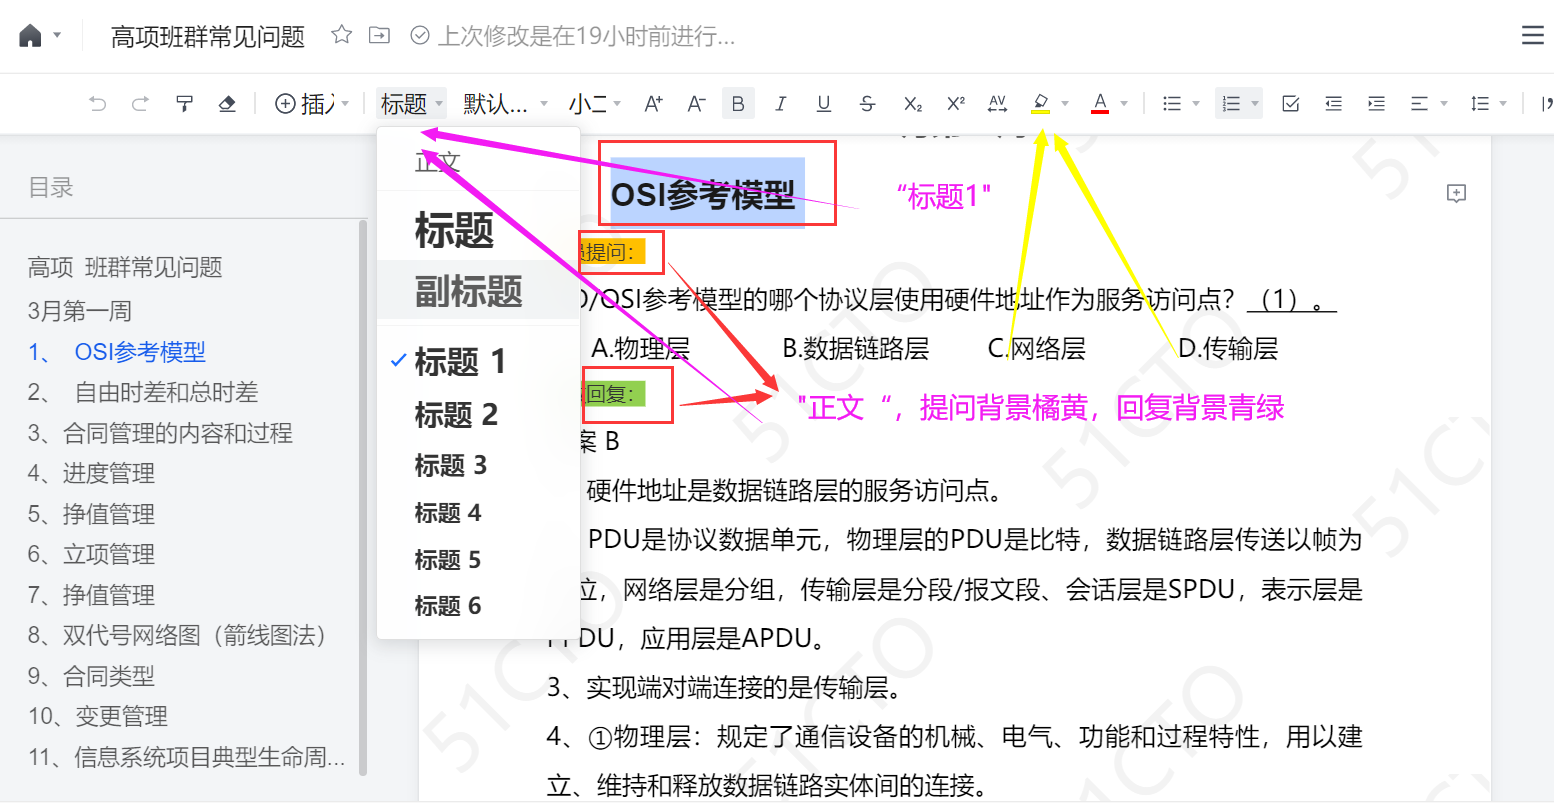 高项班群常见问题
上次修改是在19小时前进行...
插入
标题
默认...
小二
A+
A-
B
I
U
S
X₂
X²
AV
A
目录
高项 班群常见问题
3月第一周
1、 OSI参考模型
2、 自由时差和总时差
3、合同管理的内容和过程
4、进度管理
5、挣值管理
6、立项管理
7、挣值管理
8、双代号网络图（箭线图法）
9、合同类型
10、变更管理
11、信息系统项目典型生命周...
正文
标题
副标题
标题 1
标题 2
标题 3
标题 4
标题 5
标题 6
OSI参考模型
“标题1"
提问：
O/OSI参考模型的哪个协议层使用硬件地址作为服务访问点？（1）。
A.物理层 B.数据链路层 C.网络层 D.传输层
回复：
"正文“，提问背景橘黄，回复背景青绿
案 B
硬件地址是数据链路层的服务访问点。
PDU是协议数据单元，物理层的PDU是比特，数据链路层传送以帧为
位，网络层是分组，传输层是分段/报文段、会话层是SPDU，表示层是
PPDU，应用层是APDU。
3、实现端对端连接的是传输层。
4、①物理层：规定了通信设备的机械、电气、功能和过程特性，用以建
立、维持和释放数据链路实体间的连接。
51CTO
51CTO
51CTO
51CTO
51CTO
51CTO